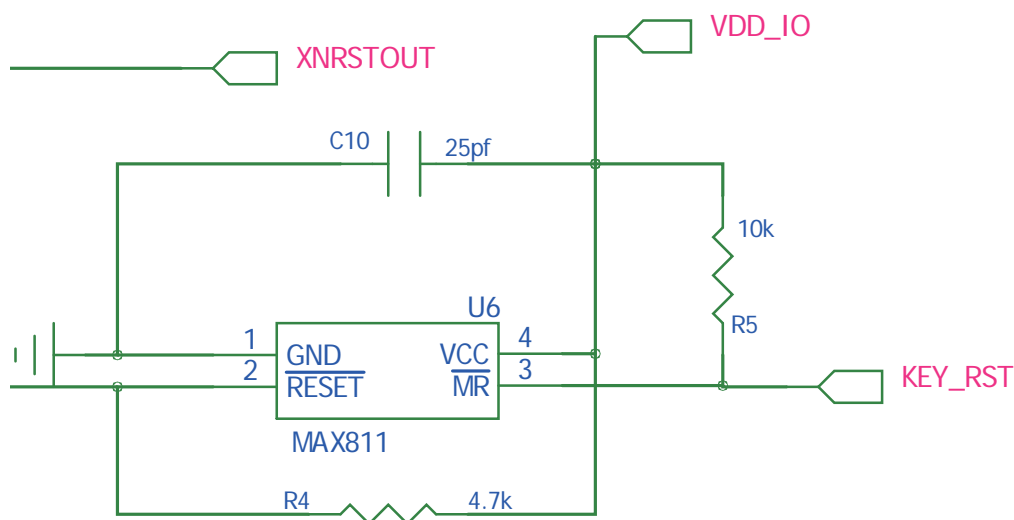 VDD_IO
XNRSTOUT
C10 25pf
10k
U6
R5
1 GND VCC 4
2 RESET MR 3
KEY_RST
MAX811
R4 4.7k